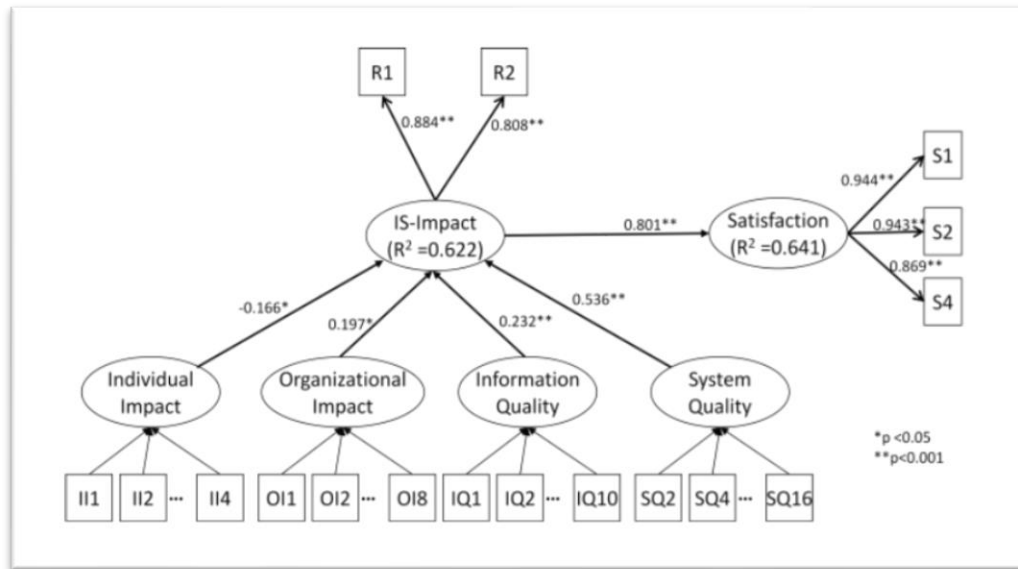 R1
R2
0.884**
0.808**
S1
0.944**
IS-Impact
(R² =0.622)
0.801**
Satisfaction
(R² =0.641)
0.943**
S2
0.869**
S4
-0.166*
0.197*
0.232**
0.536**
Individual
Impact
Organizational
Impact
Information
Quality
System
Quality
*p <0.05
**p<0.001
II1
II2
...
II4
OI1
OI2
...
OI8
IQ1
IQ2
...
IQ10
SQ2
SQ4
...
SQ16